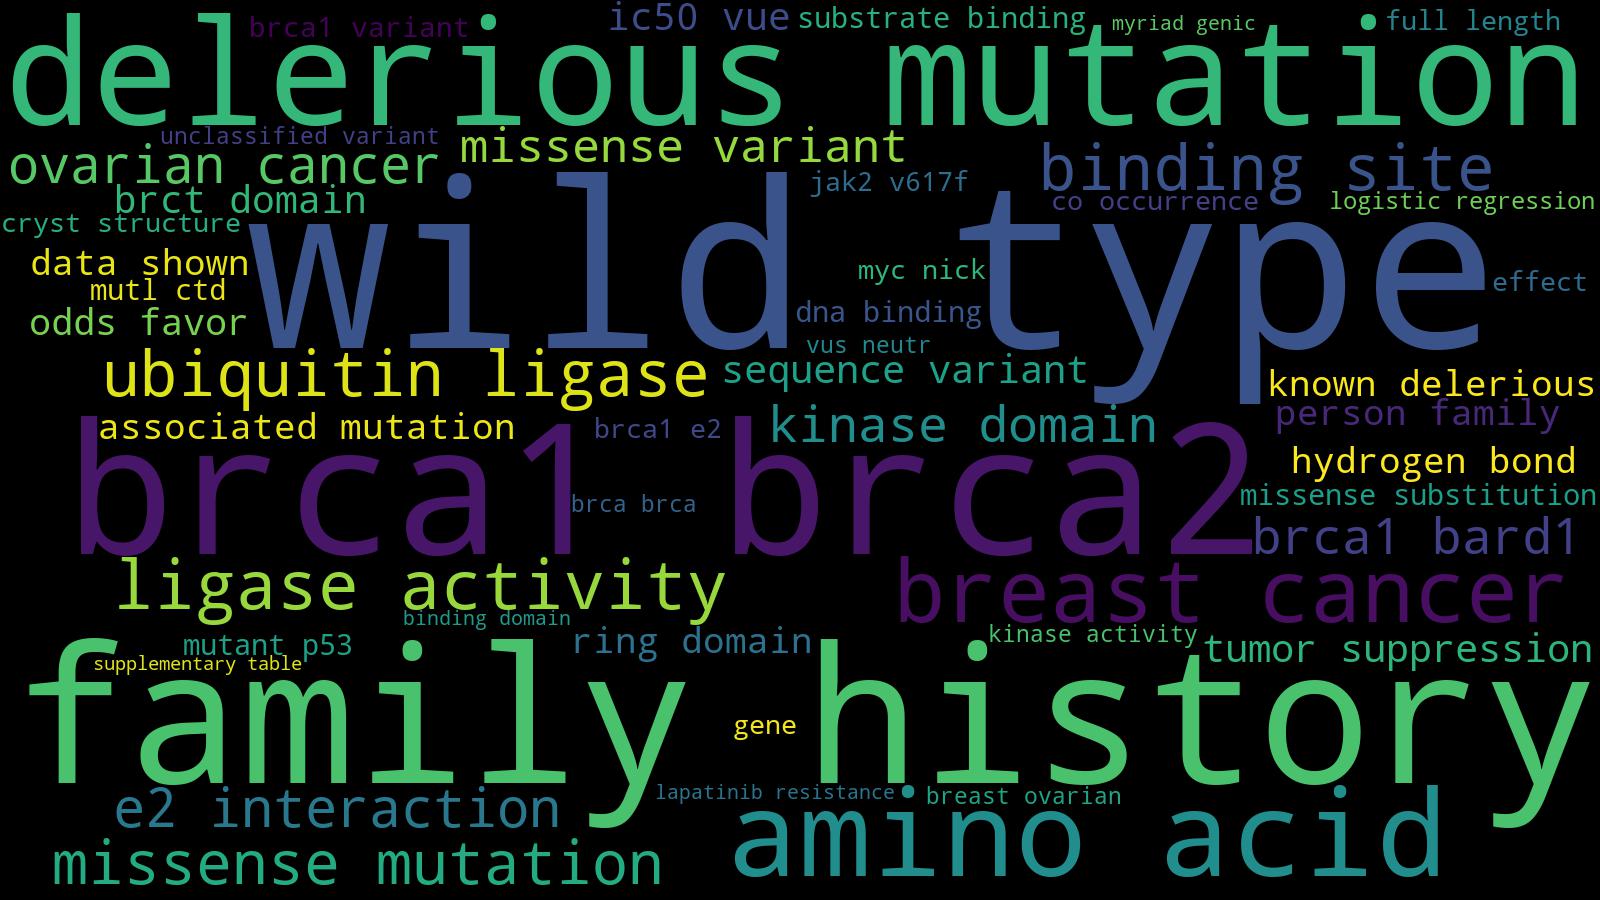 brca1 variant
ic50 vue
substrate binding
myriad genic
full length
delerious mutation
unclassified variant
missense variant
ovarian cancer
binding site
jak2 v617f
brct domain
co occurrence
logistic regression
cryst structure
wild type
data shown
myc nick
effect
mutl ctd
dna binding
odds favor
vus neutr
ubiquitin ligase
sequence variant
known delerious
person family
associated mutation
brca1 e2
kinase domain
hydrogen bond
brca1 brca2
missense substitution
brca brca
brca1 bard1
ligase activity
breast cancer
binding domain
kinase activity
mutant p53
ring domain
tumor suppression
supplementary table
family history
gene
lapatinib resistance
breast ovarian
e2 interaction
amino acid
missense mutation